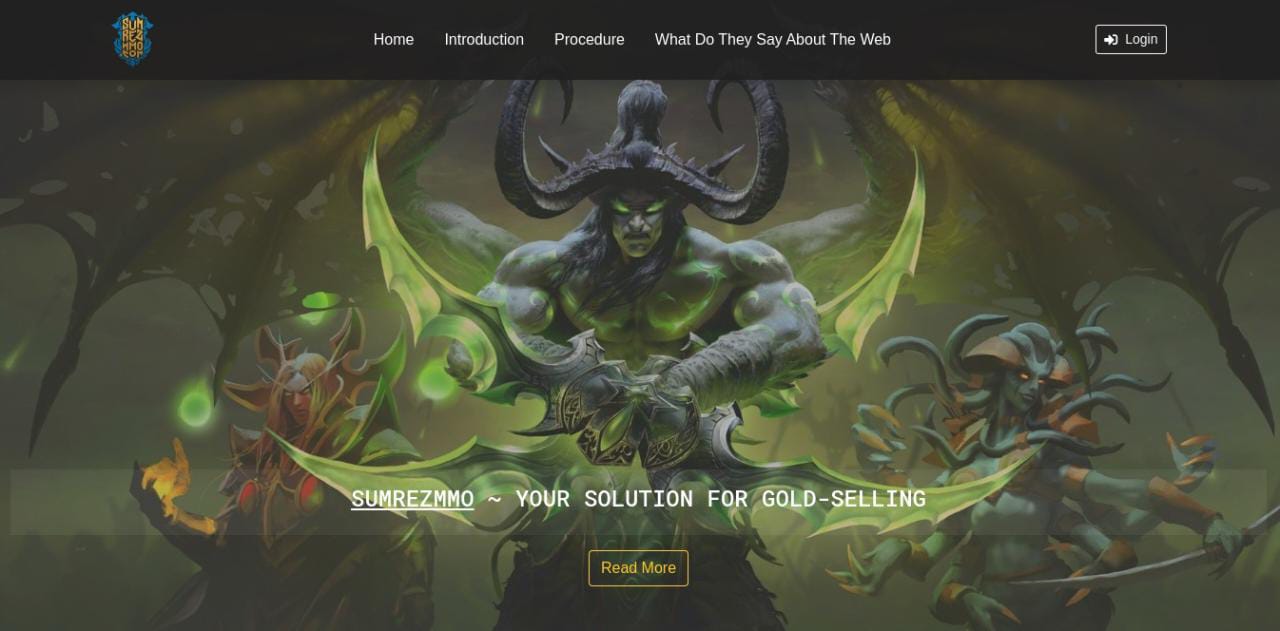 SUM
REZ
MMO
COM
Home
Introduction
Procedure
What Do They Say About The Web
Login
SUMREZMMO ~ YOUR SOLUTION FOR GOLD-SELLING
Read More